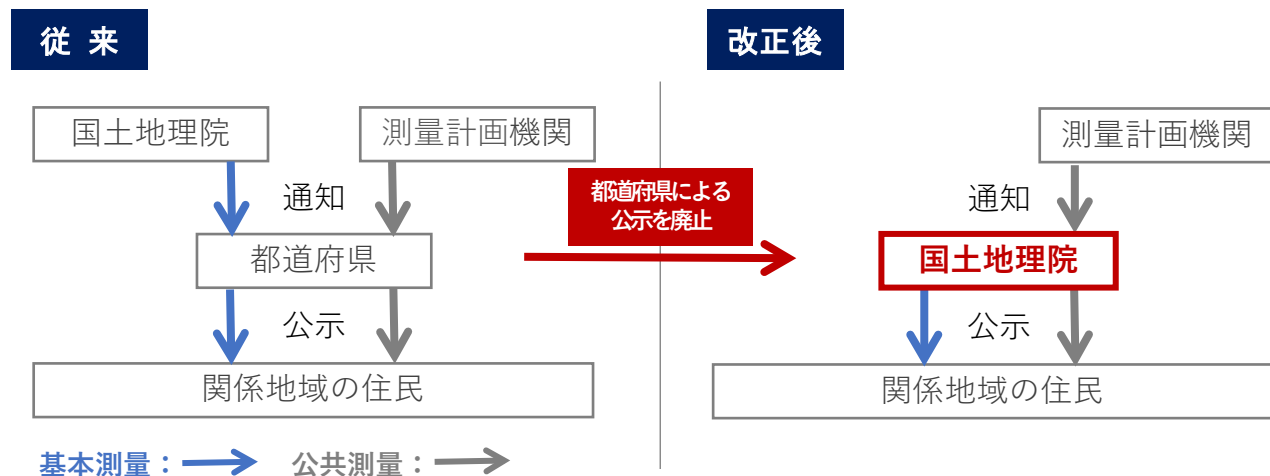 従 来
国土地理院
測量計画機関
通知
都道府県
公示
関係地域の住民
基本測量：
公共測量：
都道府県による
公示を廃止
改正後
測量計画機関
通知
国土地理院
公示
関係地域の住民